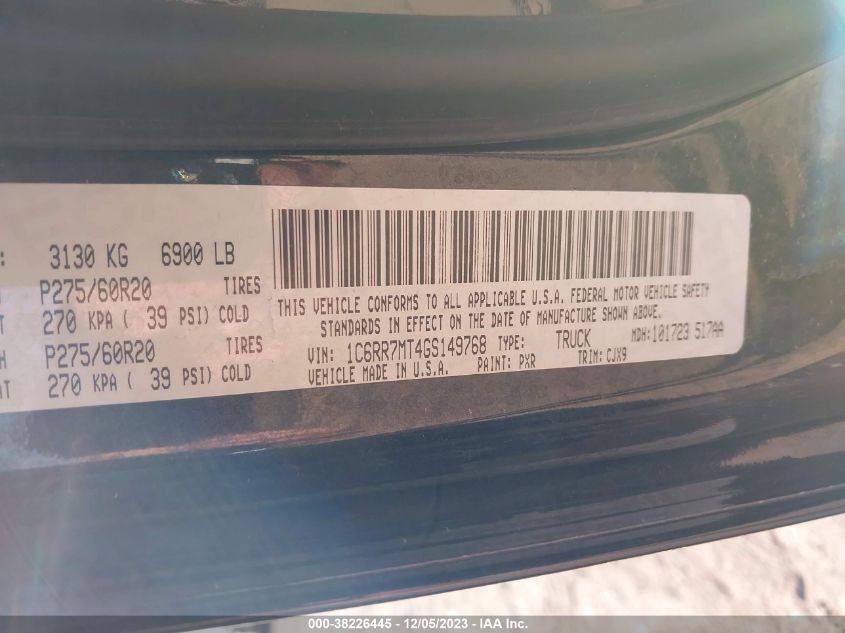 : 3130 KG 6900 LB
P275/60R20 TIRES
T 270 KPA ( 39 PSI) COLD
H P275/60R20 TIRES
AT 270 KPA ( 39 PSI) COLD
THIS VEHICLE CONFORMS TO ALL APPLICABLE U.S.A. FEDERAL MOTOR VEHICLE SAFETY
STANDARDS IN EFFECT ON THE DATE OF MANUFACTURE SHOWN ABOVE.
VIN: 1C6RR7MT4GS149768 TYPE: TRUCK MDH:101723 517AA
VEHICLE MADE IN U.S.A. PAINT: PXR TRIM: CJX9
000-38226445 - 12/05/2023 - IAA Inc.